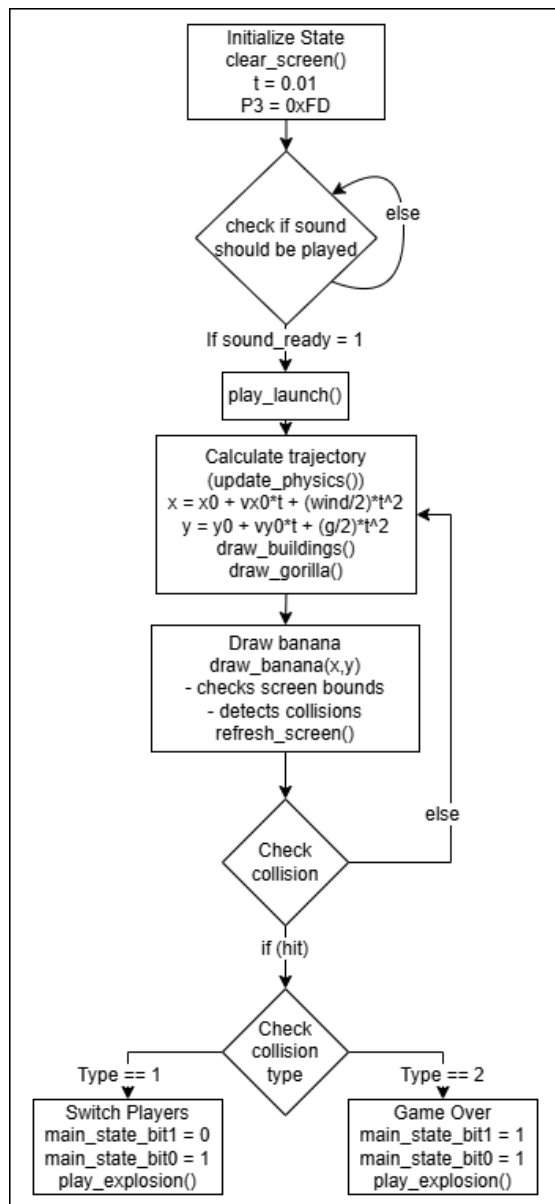 Initialize State
clear_screen()
t = 0.01
P3 = 0xFD
check if sound
should be played
else
If sound_ready = 1
play_launch()
Calculate trajectory
(update_physics())
x = x0 + vx0*t + (wind/2)*t^2
y = y0 + vy0*t + (g/2)*t^2
draw_buildings()
draw_gorilla()
Draw banana
draw_banana(x,y)
- checks screen bounds
- detects collisions
refresh_screen()
else
Check
collision
if (hit)
Check
collision
type
Type == 1
Type == 2
Switch Players
main_state_bit1 = 0
main_state_bit0 = 1
play_explosion()
Game Over
main_state_bit1 = 1
main_state_bit0 = 1
play_explosion()